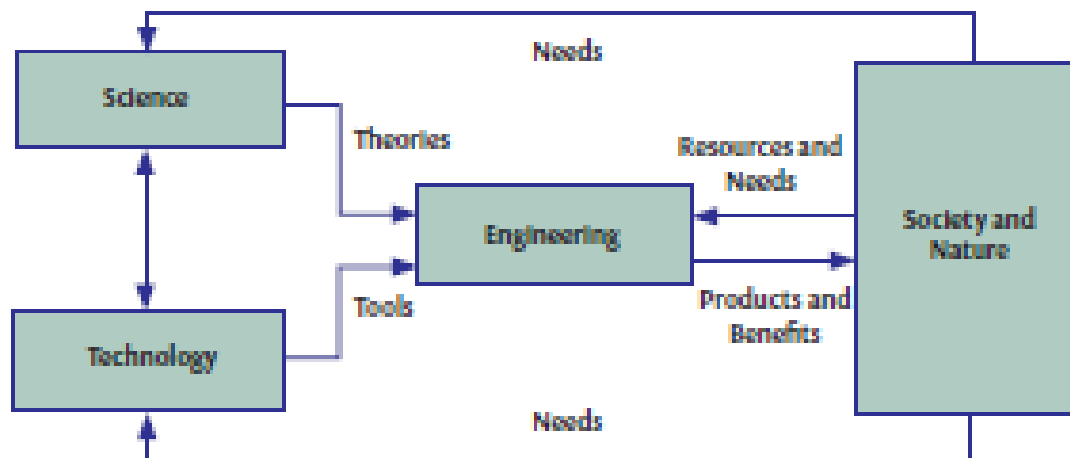 Needs
Science
Theories
Resources and
Needs
Engineering
Society and
Nature
Tools
Products and
Benefits
Technology
Needs